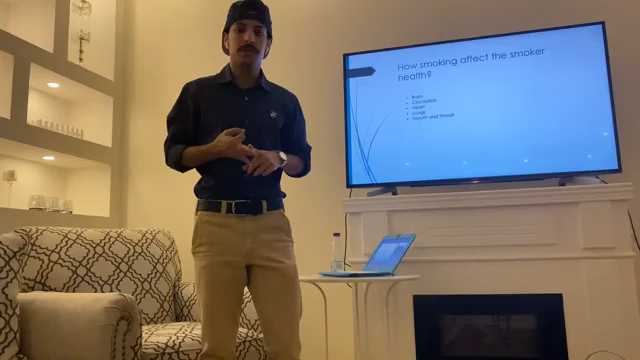 How smoking affect the smoker
health?
• Brain
• Circulation
• Heart
• Lungs
• Mouth and Throat